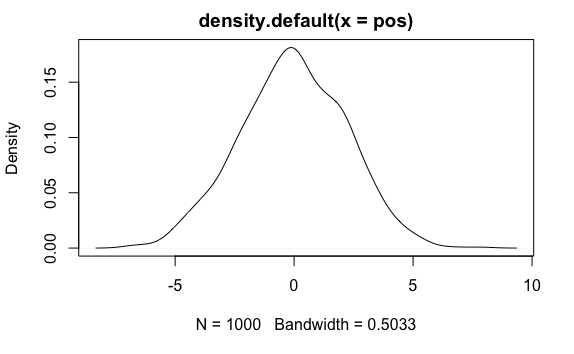 density.default(x = pos)
Density
0.00 0.05 0.10 0.15
-5 0 5 10
N = 1000 Bandwidth = 0.5033